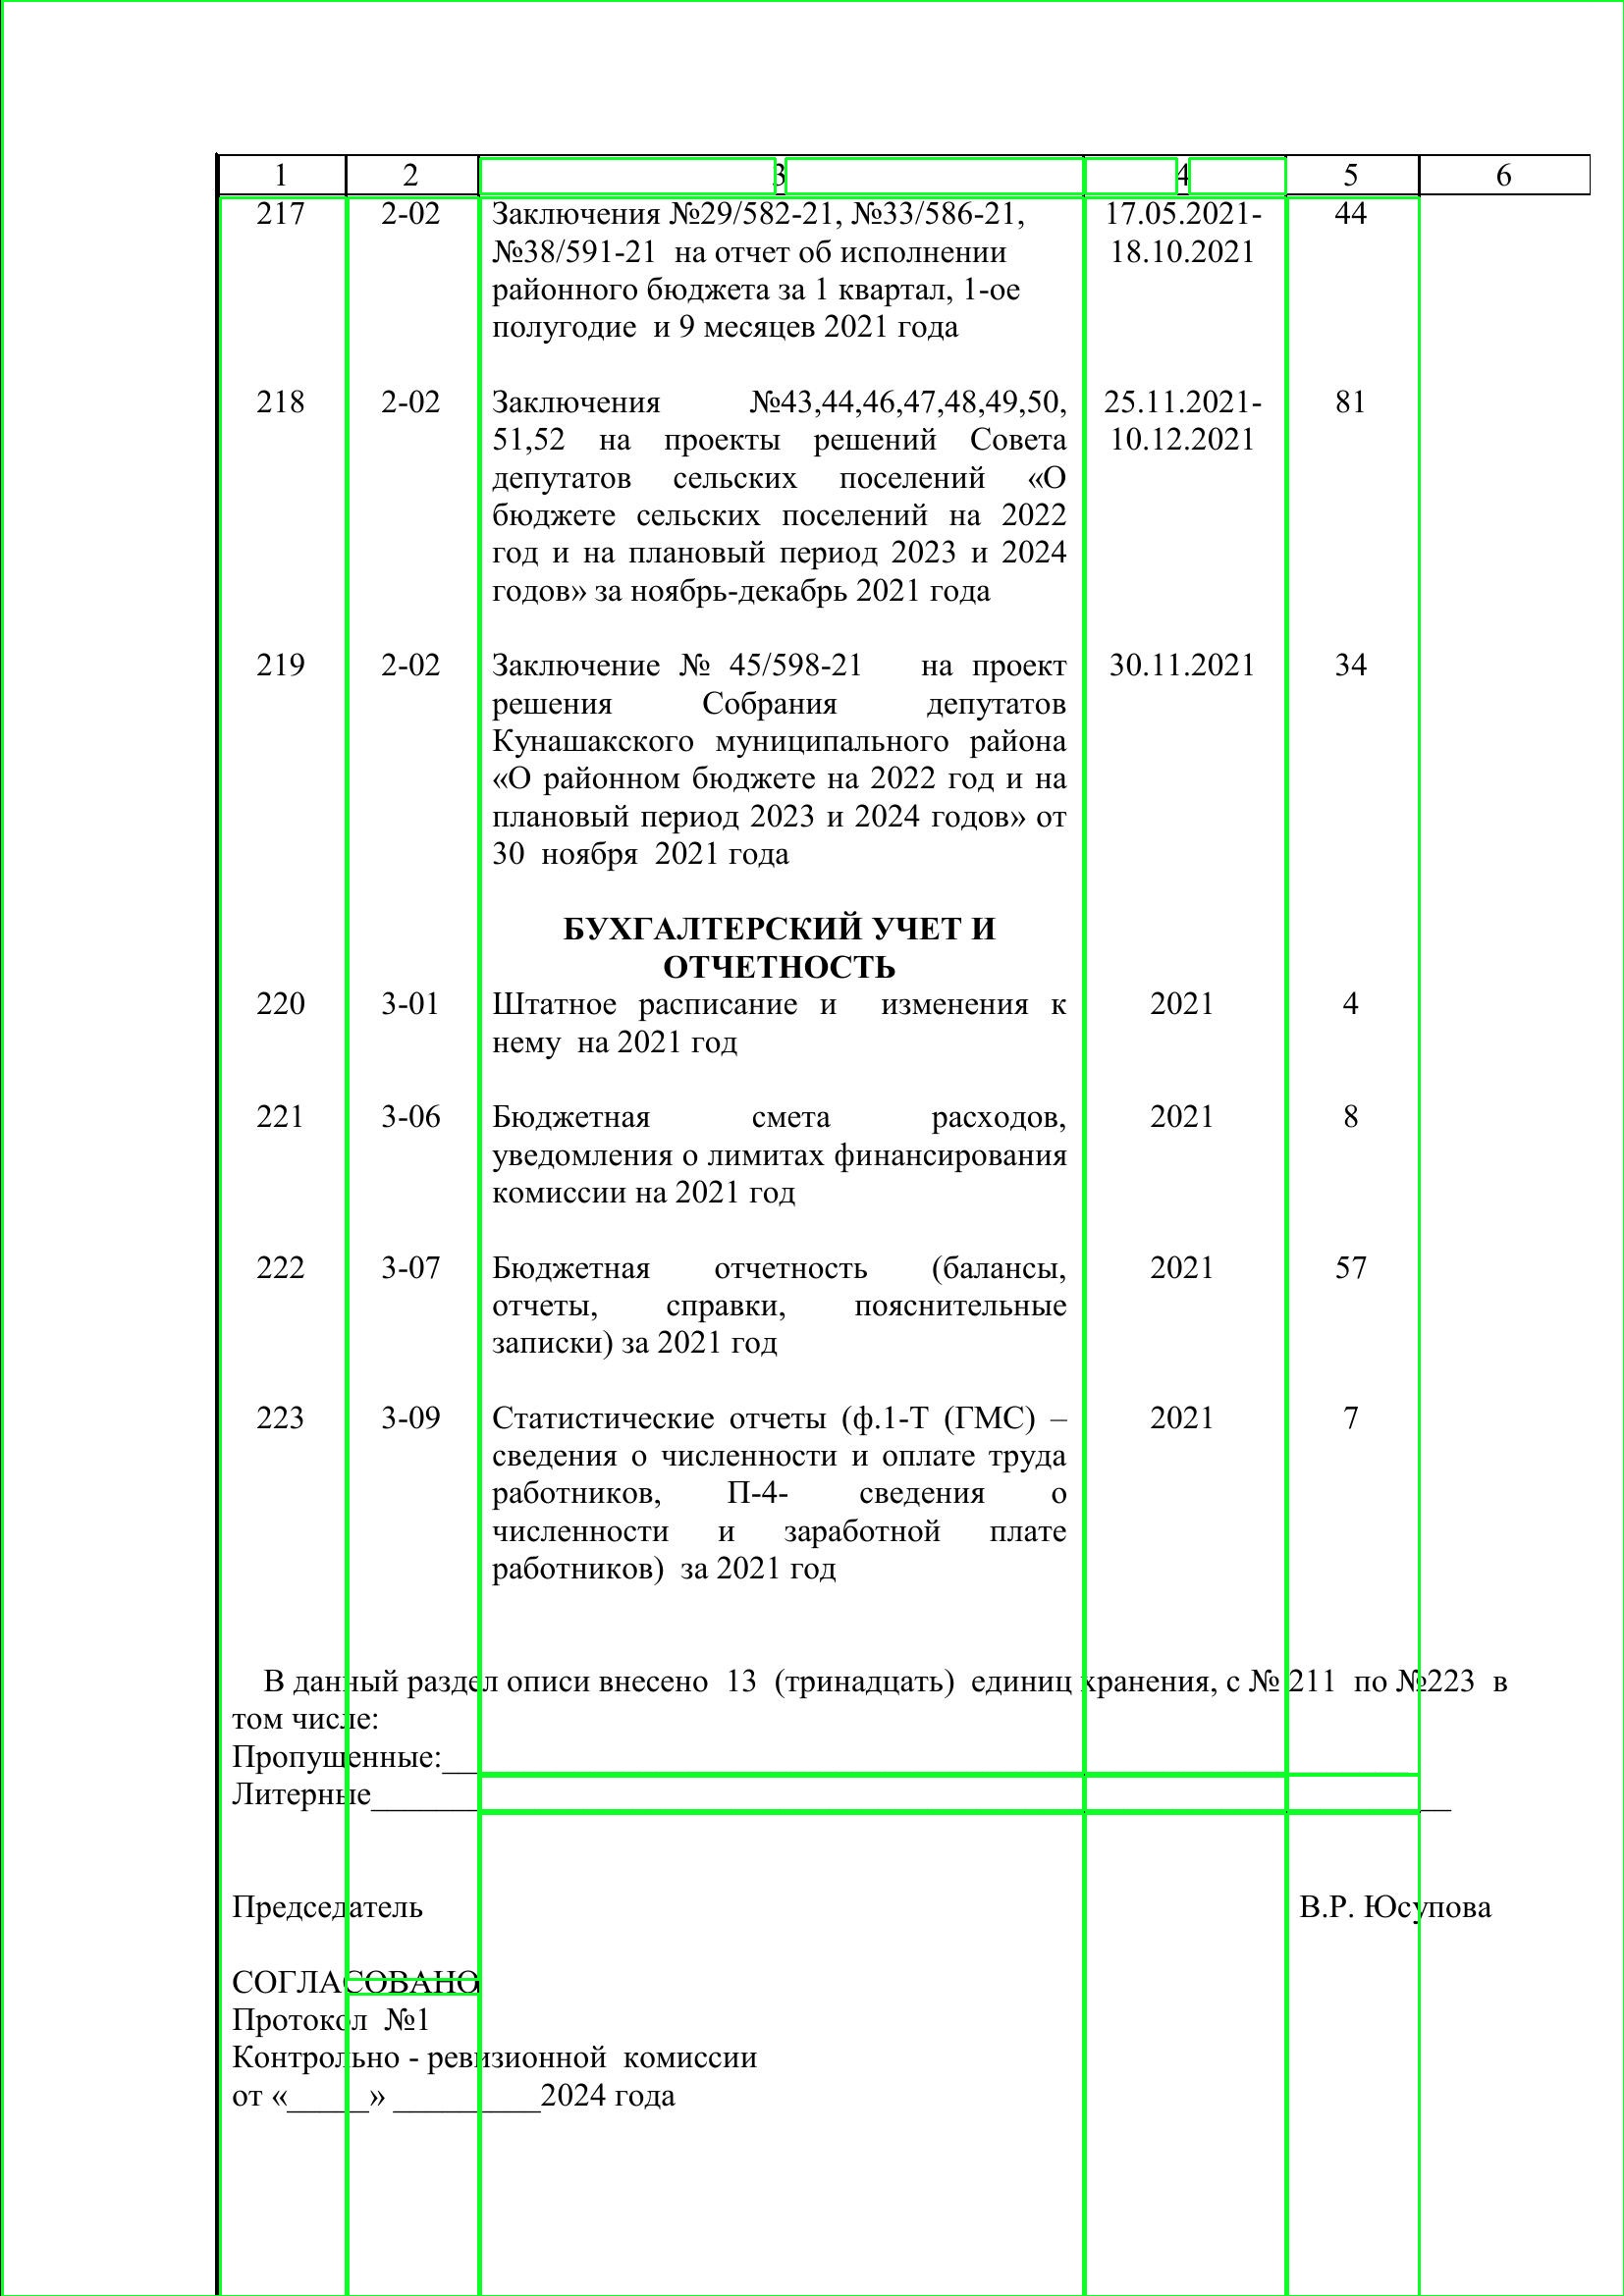 1 2 3 4 5 6
217 2-02 Заключения №29/582-21, №33/586-21, 17.05.2021- 44
№38/591-21 на отчет об исполнении 18.10.2021
районного бюджета за 1 квартал, 1-ое
полугодие и 9 месяцев 2021 года
218 2-02 Заключения №43,44,46,47,48,49,50, 25.11.2021- 81
51,52 на проекты решений Совета 10.12.2021
депутатов сельских поселений «О
бюджете сельских поселений на 2022
год и на плановый период 2023 и 2024
годов» за ноябрь-декабрь 2021 года
219 2-02 Заключение № 45/598-21 на проект 30.11.2021 34
решения Собрания депутатов
Кунашакского муниципального района
«О районном бюджете на 2022 год и на
плановый период 2023 и 2024 годов» от
30 ноября 2021 года
БУХГАЛТЕРСКИЙ УЧЕТ И
ОТЧЕТНОСТЬ
220 3-01 Штатное расписание и изменения к 2021 4
нему на 2021 год
221 3-06 Бюджетная смета расходов, 2021 8
уведомления о лимитах финансирования
комиссии на 2021 год
222 3-07 Бюджетная отчетность (балансы, 2021 57
отчеты, справки, пояснительные
записки) за 2021 год
223 3-09 Статистические отчеты (ф.1-Т (ГМС) – 2021 7
сведения о численности и оплате труда
работников, П-4- сведения о
численности и заработной плате
работников) за 2021 год
В данный раздел описи внесено 13 (тринадцать) единиц хранения, с № 211 по №223 в
том числе:
Пропущенные:__
Литерные______
Председатель В.Р. Юсупова
СОГЛАСОВАНО
Протокол №1
Контрольно - ревизионной комиссии
от «_____» _________2024 года